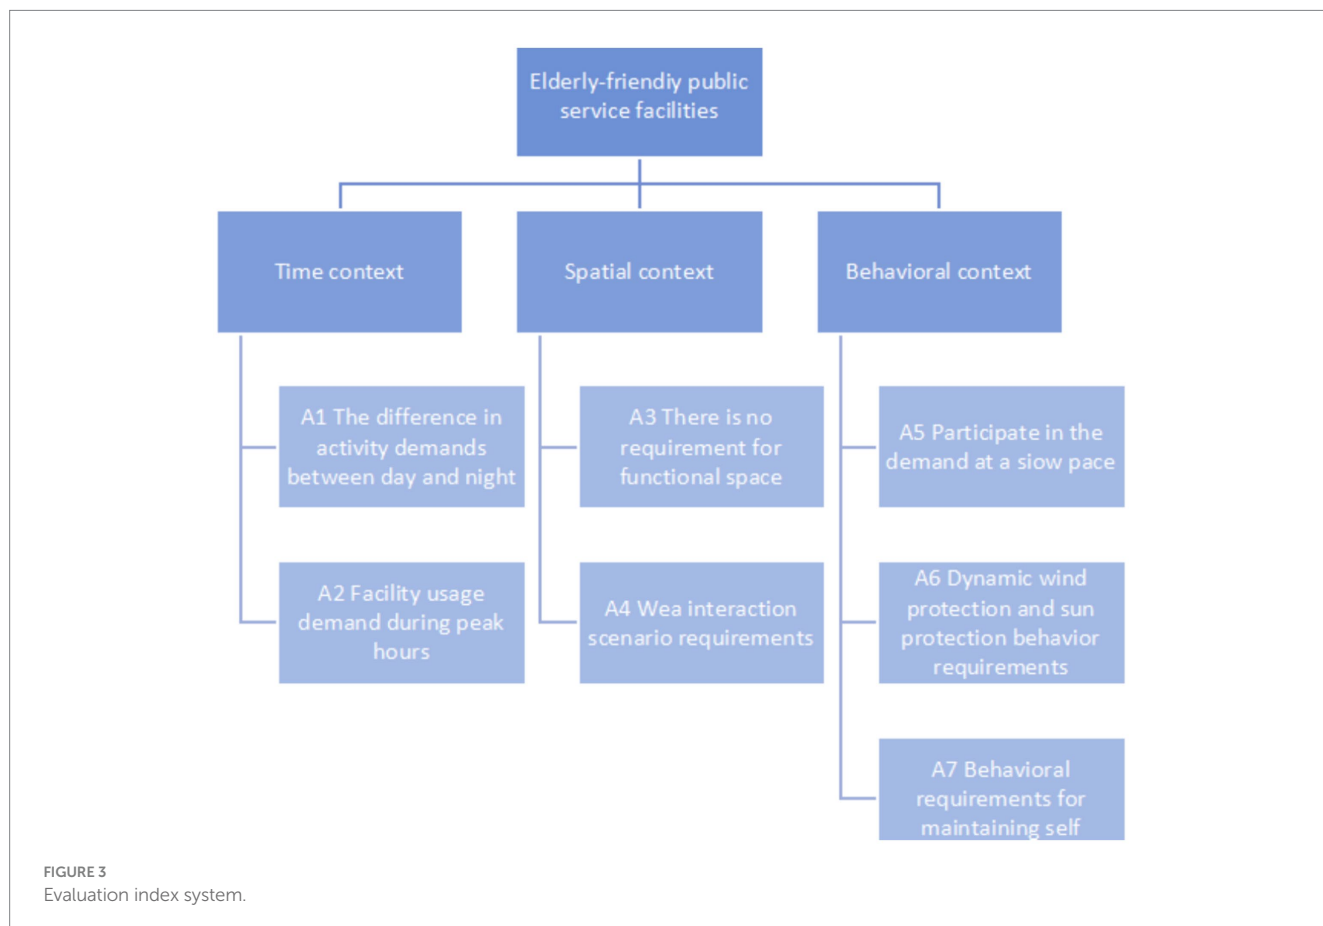 Elderly-friendiy public
service facilities
Time context
Spatial context
Behavioral context
A1 The difference in
activity demands
between day and night
A2 Facility usage
demand during peak
hours
A3 There is no
requirement for
functional space
A4 Wea interaction
scenario requirements
A5 Participate in the
demand at a siow pace
A6 Dynamic wind
protection and sun
protection behavior
requirements
A7 Behavioral
requirements for
maintaining self
FIGURE 3
Evaluation index system.